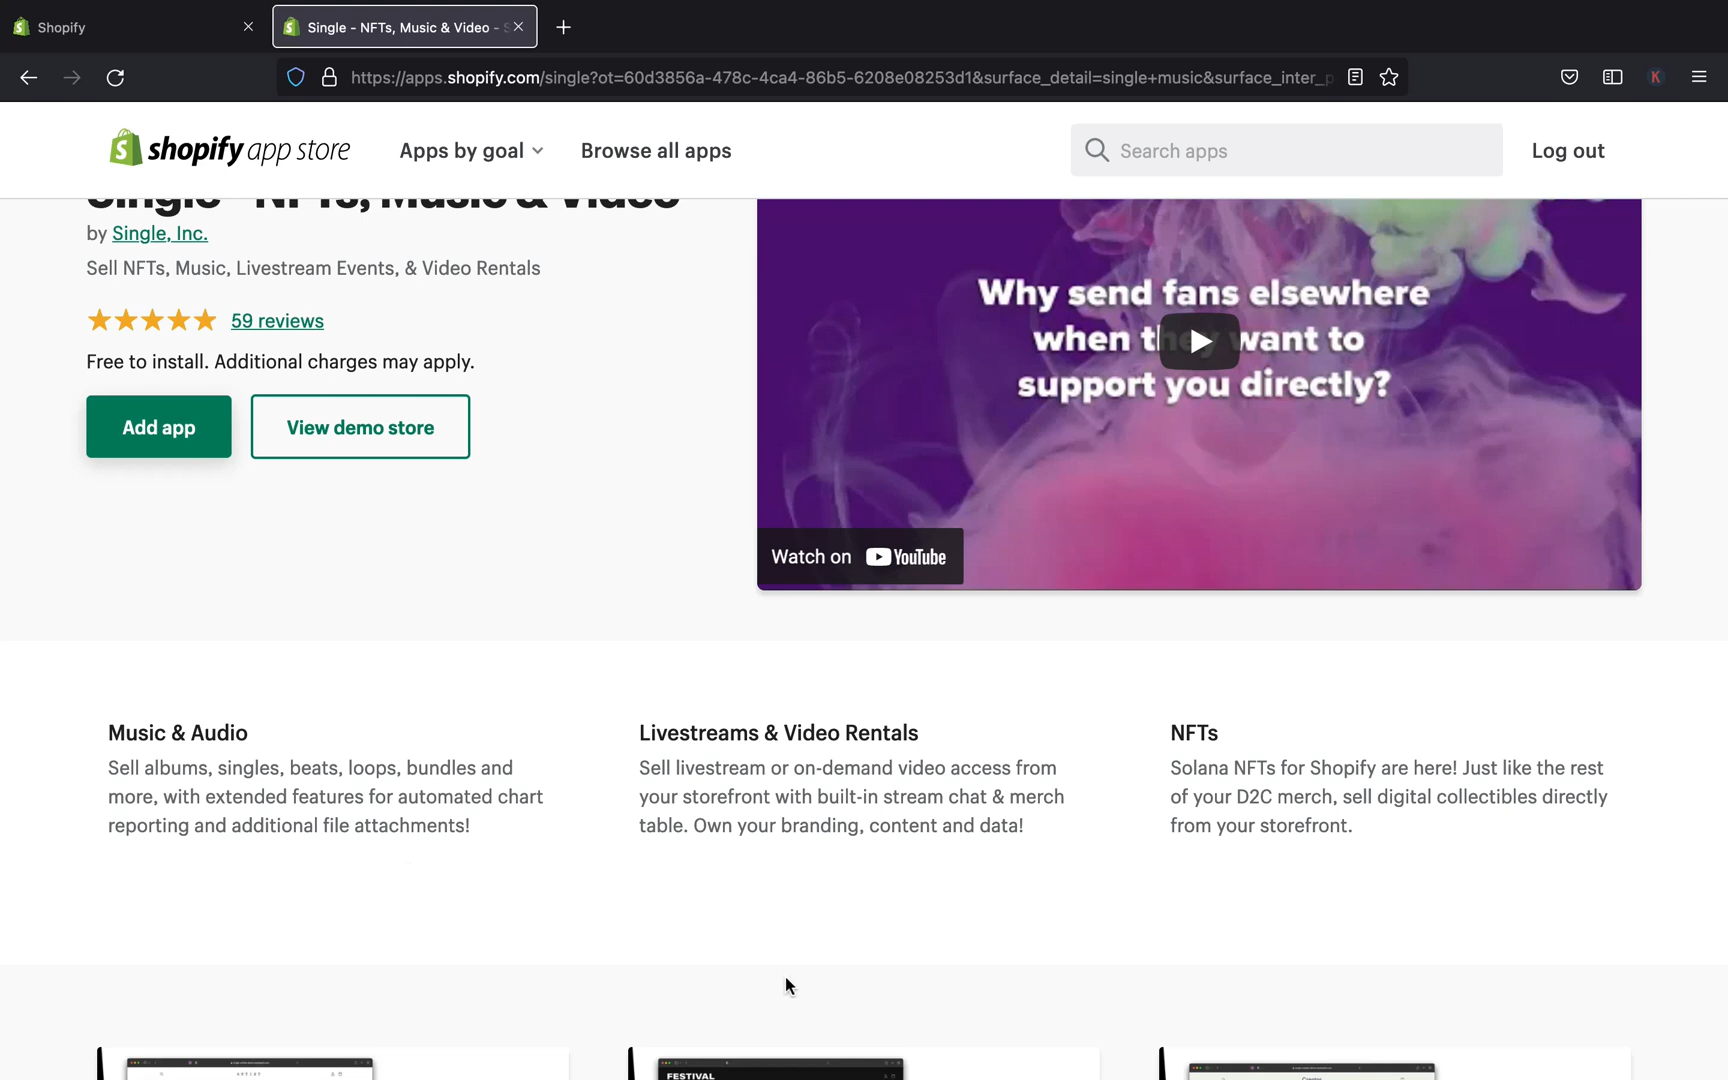 Shopify
Single - NFTs, Music & Video -
https://apps.shopify.com/single?ot=60d3856a-478c-4ca4-86b5-6208e08253d1&surface_detail=single+music&surface_inter_p
K
shopify app store
Apps by goal
Browse all apps
Search apps
Log out
Single - NFTs, Music & Video
by Single, Inc.
Sell NFTs, Music, Livestream Events, & Video Rentals
59 reviews
Free to install. Additional charges may apply.
Add app
View demo store
Why send fans elsewhere
when they want to
support you directly?
Watch on YouTube
Music & Audio
Sell albums, singles, beats, loops, bundles and
more, with extended features for automated chart
reporting and additional file attachments!
Livestreams & Video Rentals
Sell livestream or on-demand video access from
your storefront with built-in stream chat & merch
table. Own your branding, content and data!
NFTs
Solana NFTs for Shopify are here! Just like the rest
of your D2C merch, sell digital collectibles directly
from your storefront.
ARTIST
FESTIVAL